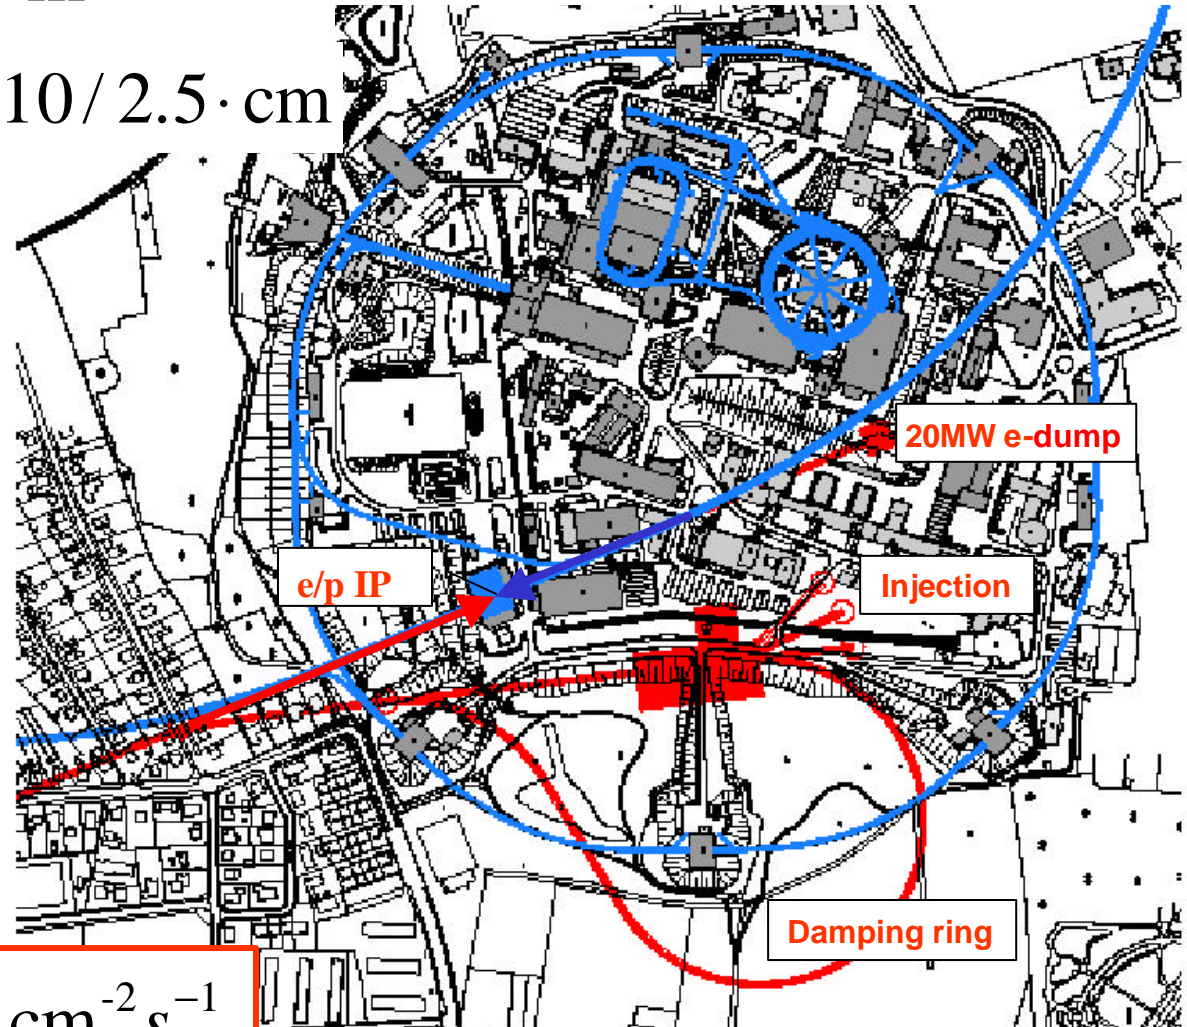 10/2.5·cm
20MW e-dump
e/p IP
Injection
Damping ring
cm⁻² s⁻¹